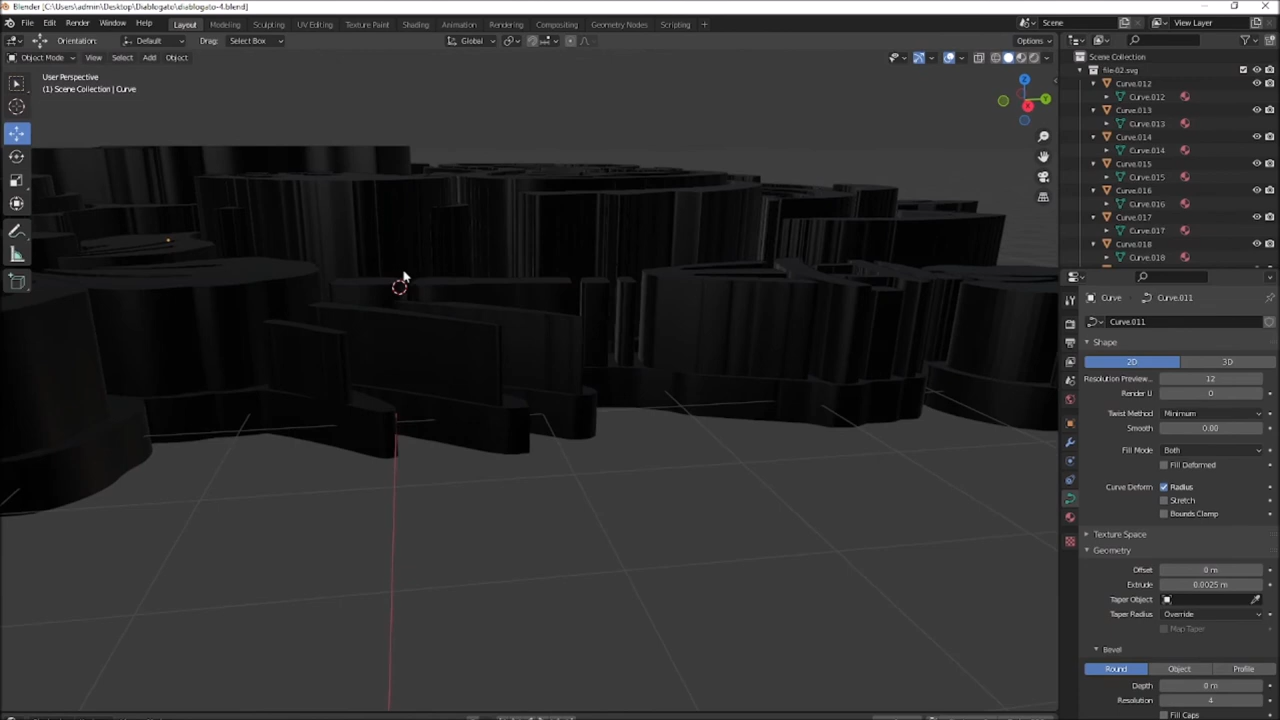 Blender [C:\Users\admin\Desktop\Diablogato\diablogato-4.blend]
File Edit Render Window Help Layout Modeling Sculpting UV Editing Texture Paint Shading Animation Rendering Compositing Geometry Nodes Scripting Scene View Layer
Orientation: Default Drag: Select Box Global Options
Object Mode View Select Add Object
User Perspective
(1) Scene Collection | Curve
Z
Y
X
Scene Collection
file-02.svg
Curve.012
Curve.012
Curve.013
Curve.013
Curve.014
Curve.014
Curve.015
Curve.015
Curve.016
Curve.016
Curve.017
Curve.017
Curve.018
Curve.018
Curve Curve.011
Curve.011
Shape
2D 3D
Resolution Preview... 12
Render U 0
Twist Method Minimum
Smooth 0.00
Fill Mode Both
Fill Deformed
Curve Deform Radius
Stretch
Bounds Clamp
Texture Space
Geometry
Offset 0 m
Extrude 0.0025 m
Taper Object
Taper Radius Override
Map Taper
Bevel
Round Object Profile
Depth 0 m
Resolution 4
Fill Caps